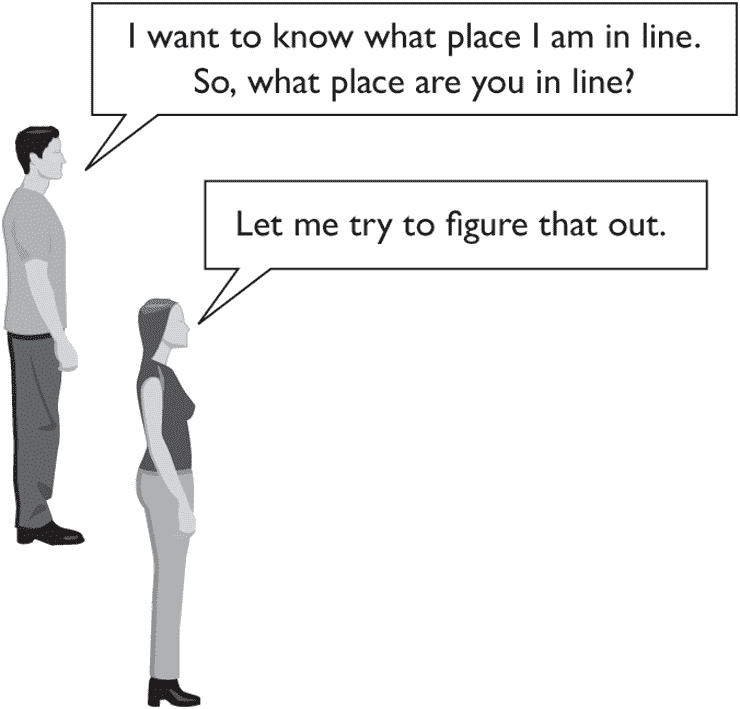 I want to know what place I am in line.
So, what place are you in line?
Let me try to figure that out.